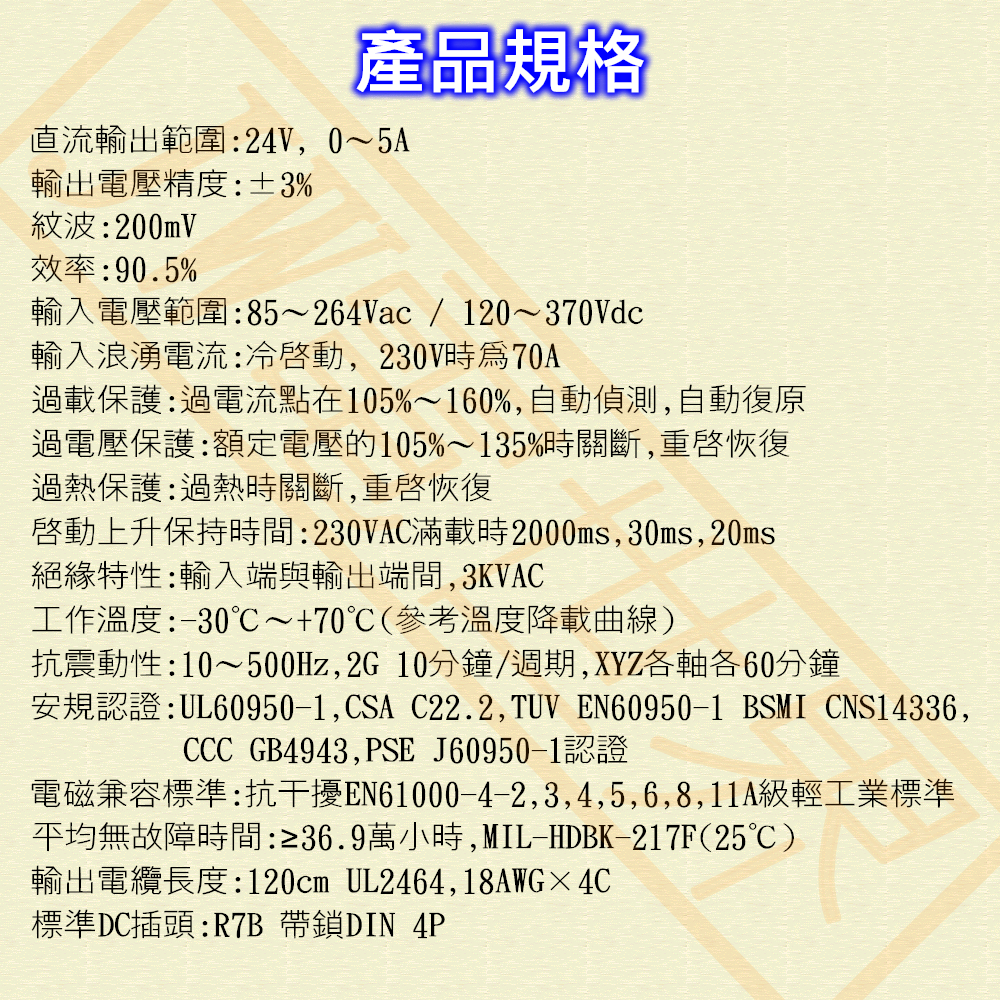 產品規格
直流輸出範圍:24V, 0～5A
輸出電壓精度:±3%
紋波:200mV
效率:90.5%
輸入電壓範圍:85～264Vac / 120～370Vdc
輸入浪湧電流:冷啓動, 230V時爲70A
過載保護:過電流點在105%～160%,自動偵測,自動復原
過電壓保護:額定電壓的105%～135%時關斷,重啓恢復
過熱保護:過熱時關斷,重啓恢復
啓動上升保持時間:230VAC滿載時2000ms,30ms,20ms
絕緣特性:輸入端與輸出端間,3KVAC
工作溫度:-30℃～+70℃(參考溫度降載曲線)
抗震動性:10～500Hz,2G 10分鐘/週期,XYZ各軸各60分鐘
安規認證:UL60950-1,CSA C22.2,TUV EN60950-1 BSMI CNS14336,
CCC GB4943,PSE J60950-1認證
電磁兼容標準:抗干擾EN61000-4-2,3,4,5,6,8,11A級輕工業標準
平均無故障時間:≥36.9萬小時,MIL-HDBK-217F(25℃)
輸出電纜長度:120cm UL2464,18AWG×4C
標準DC插頭:R7B 帶鎖DIN 4P